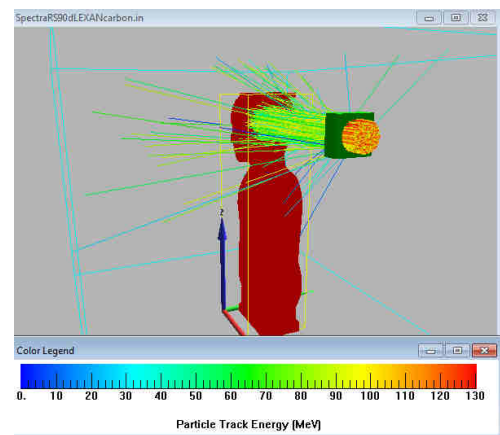 SpectraRS90dLEXANcarbon.in
z
Color Legend
0. 10 20 30 40 50 60 70 80 90 100 110 120 130
Particle Track Energy (MeV)